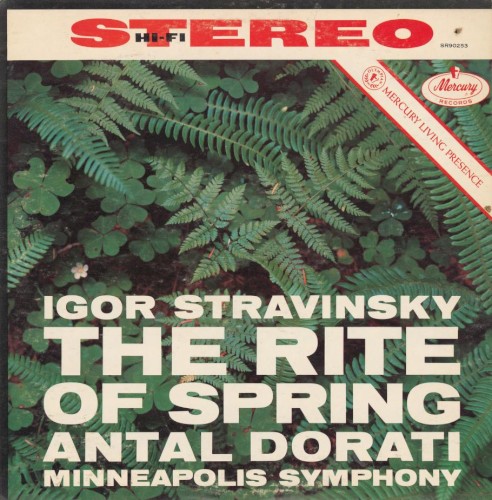 STEREO
HI-FI
SR90253
Mercury
RECORDS
MERCURY LIVING PRESENCE
IGOR STRAVINSKY
THE RITE
OF SPRING
ANTAL DORATI
MINNEAPOLIS SYMPHONY